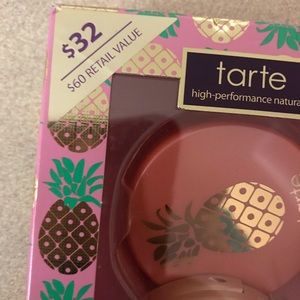 $32
$60 RETAIL VALUE
tarte
high-performance natura